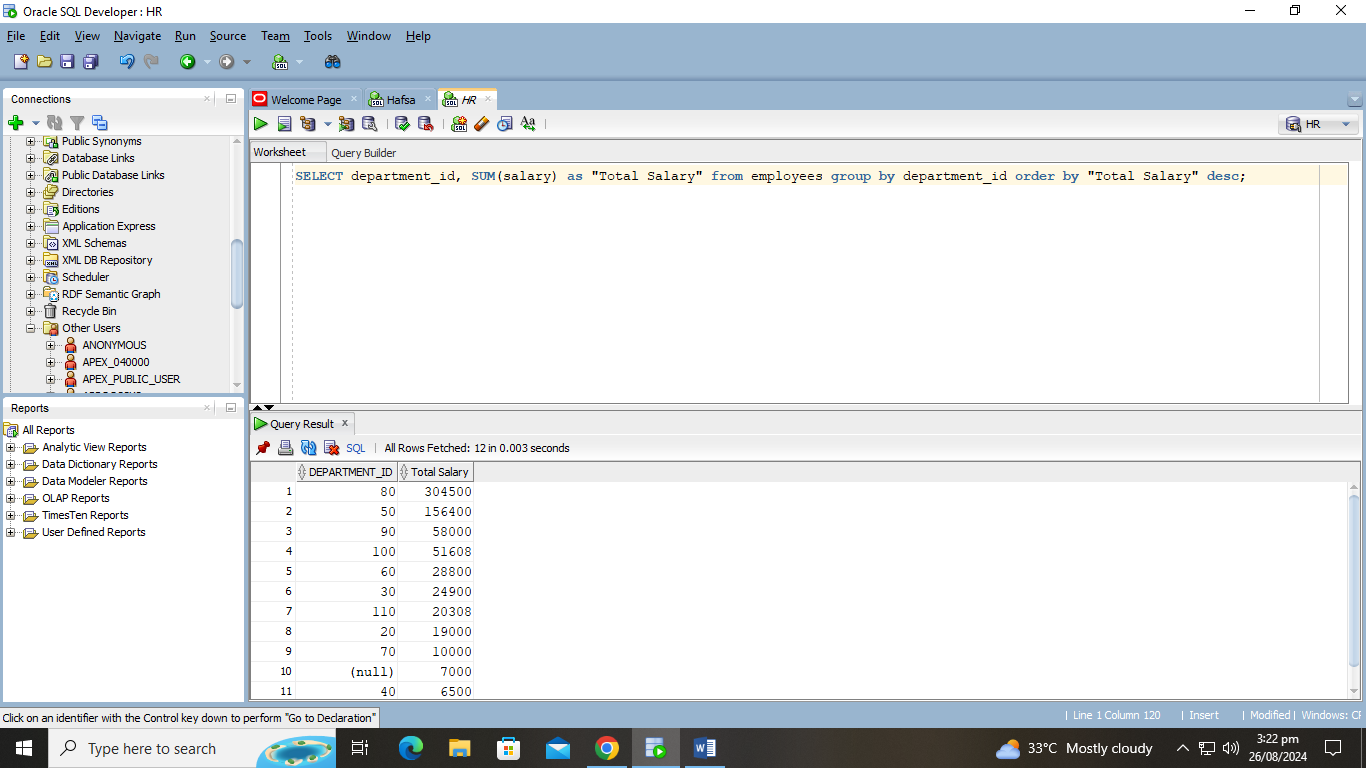 Oracle SQL Developer : HR
File Edit View Navigate Run Source Team Tools Window Help
Connections
Public Synonyms
Database Links
Public Database Links
Directories
Editions
Application Express
XML Schemas
XML DB Repository
Scheduler
RDF Semantic Graph
Recycle Bin
Other Users
ANONYMOUS
APEX_040000
APEX_PUBLIC_USER
Reports
All Reports
Analytic View Reports
Data Dictionary Reports
Data Modeler Reports
OLAP Reports
TimesTen Reports
User Defined Reports
Welcome Page Hafsa HR
HR
Worksheet Query Builder
SELECT department_id, SUM(salary) as "Total Salary" from employees group by department_id order by "Total Salary" desc;
Query Result
SQL | All Rows Fetched: 12 in 0.003 seconds
DEPARTMENT_ID Total Salary
1 80 304500
2 50 156400
3 90 58000
4 100 51608
5 60 28800
6 30 24900
7 110 20308
8 20 19000
9 70 10000
10 (null) 7000
11 40 6500
Click on an identifier with the Control key down to perform "Go to Declaration"
| Line 1 Column 120 | Insert | Modified | Windows: CF
Type here to search
33°C Mostly cloudy
3:22 pm
26/08/2024